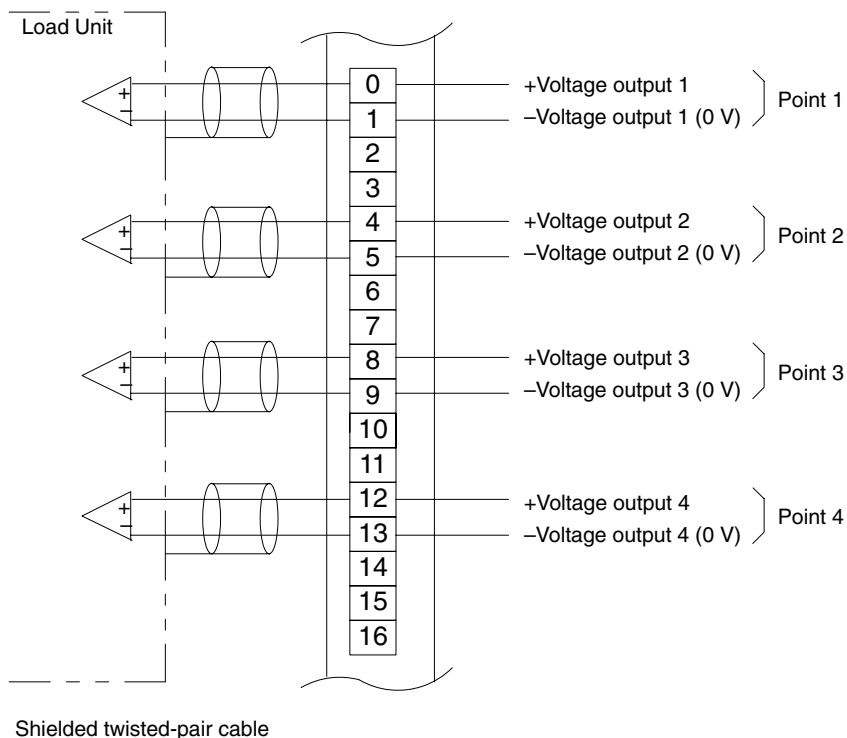 Load Unit
+
–
0
1
2
3
4
5
6
7
8
9
10
11
12
13
14
15
16
+
–
+
–
+
–
+Voltage output 1
–Voltage output 1 (0 V)
Point 1
+Voltage output 2
–Voltage output 2 (0 V)
Point 2
+Voltage output 3
–Voltage output 3 (0 V)
Point 3
+Voltage output 4
–Voltage output 4 (0 V)
Point 4
Shielded twisted-pair cable